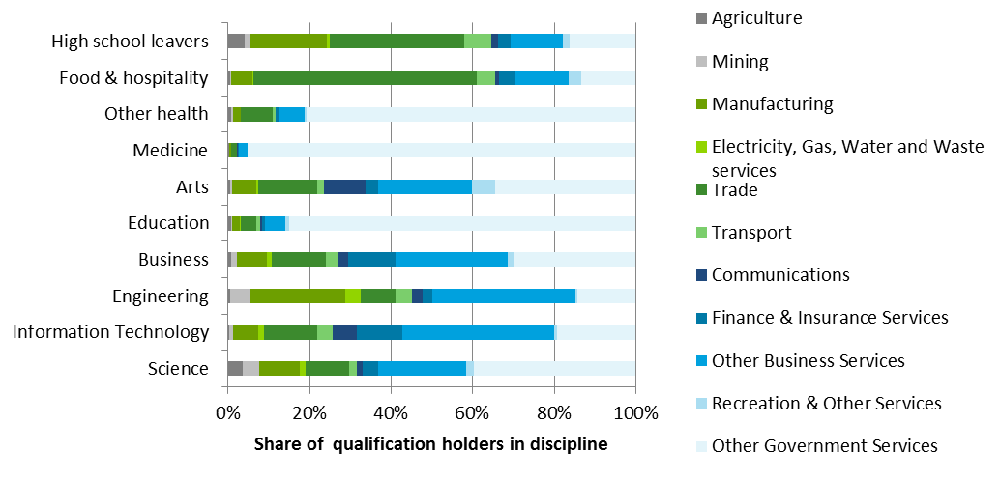 High school leavers
Food & hospitality
Other health
Medicine
Arts
Education
Business
Engineering
Information Technology
Science
0% 20% 40% 60% 80% 100%
Share of qualification holders in discipline
Agriculture
Mining
Manufacturing
Electricity, Gas, Water and Waste
services
Trade
Transport
Communications
Finance & Insurance Services
Other Business Services
Recreation & Other Services
Other Government Services